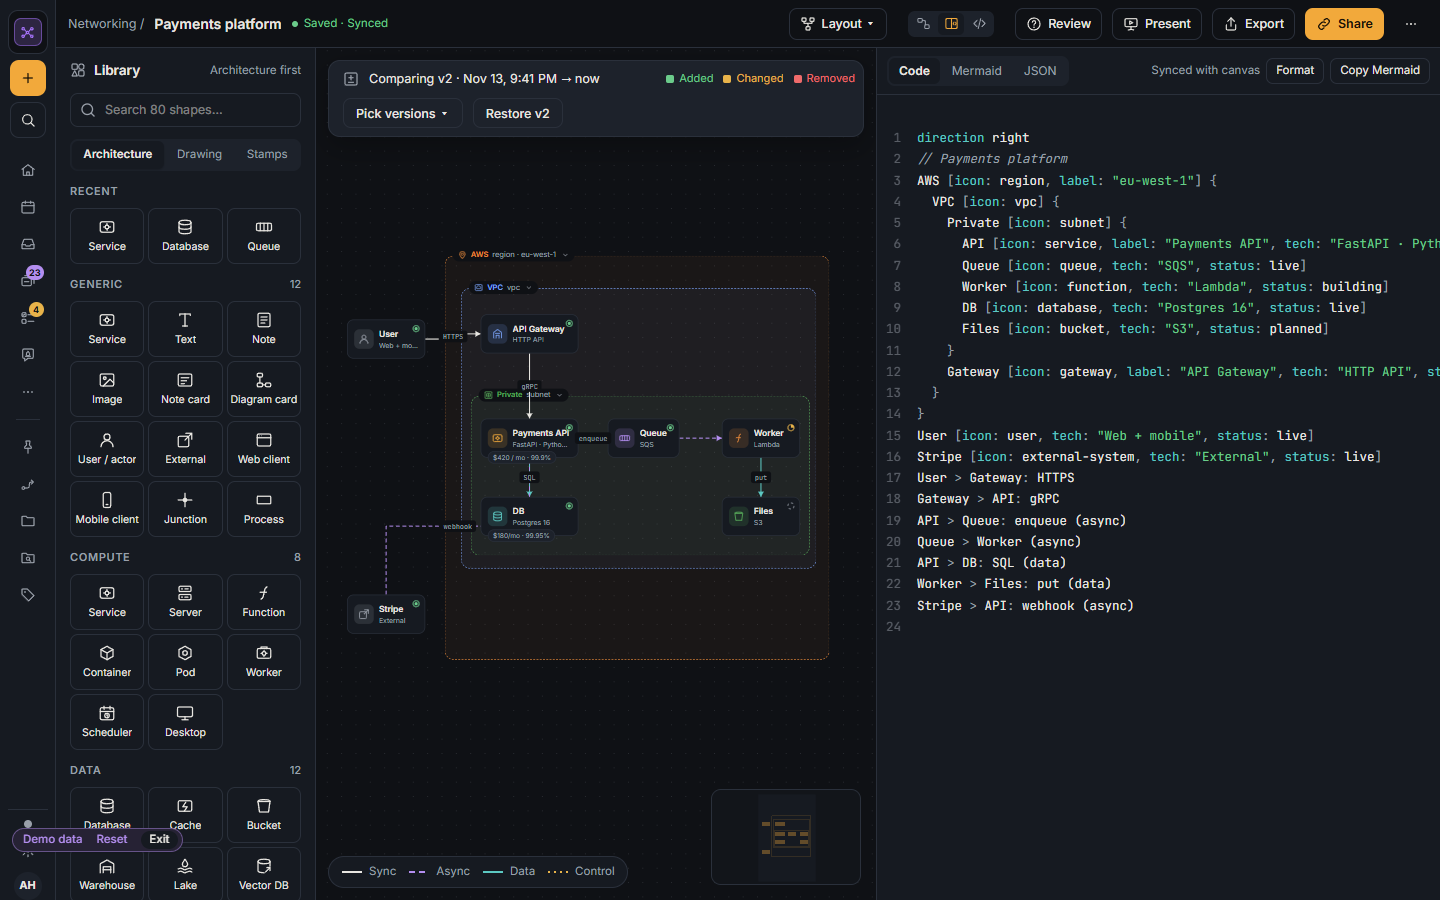 Networking / Payments platform Saved · Synced
Layout
Review
Present
Export
Share
Library
Architecture first
Search 80 shapes...
Architecture Drawing Stamps
RECENT
Service Database Queue
GENERIC 12
Service Text Note
Image Note card Diagram card
User / actor External Web client
Mobile client Junction Process
COMPUTE 8
Service Server Function
Container Pod Worker
Scheduler Desktop
DATA 12
Database Cache Bucket
Warehouse Lake Vector DB
23
4
Demo data Reset Exit
AH
Comparing v2 · Nov 13, 9:41 PM → now
Added Changed Removed
Pick versions
Restore v2
AWS region · eu-west-1
VPC vpc
User
Web + mo...
HTTPS
API Gateway
HTTP API
gRPC
Private subnet
Payments API
FastAPI · Pytho...
$420 / mo · 99.9%
enqueue
Queue
SQS
Worker
Lambda
SQL
put
DB
Postgres 16
$180/mo · 99.95%
Files
S3
webhook
Stripe
External
Sync Async Data Control
Code Mermaid JSON
Synced with canvas
Format
Copy Mermaid
1 direction right
2 // Payments platform
3 AWS [icon: region, label: "eu-west-1"] {
4 VPC [icon: vpc] {
5 Private [icon: subnet] {
6 API [icon: service, label: "Payments API", tech: "FastAPI · Pyth
7 Queue [icon: queue, tech: "SQS", status: live]
8 Worker [icon: function, tech: "Lambda", status: building]
9 DB [icon: database, tech: "Postgres 16", status: live]
10 Files [icon: bucket, tech: "S3", status: planned]
11 }
12 Gateway [icon: gateway, label: "API Gateway", tech: "HTTP API", st
13 }
14 }
15 User [icon: user, tech: "Web + mobile", status: live]
16 Stripe [icon: external-system, tech: "External", status: live]
17 User > Gateway: HTTPS
18 Gateway > API: gRPC
19 API > Queue: enqueue (async)
20 Queue > Worker (async)
21 API > DB: SQL (data)
22 Worker > Files: put (data)
23 Stripe > API: webhook (async)
24